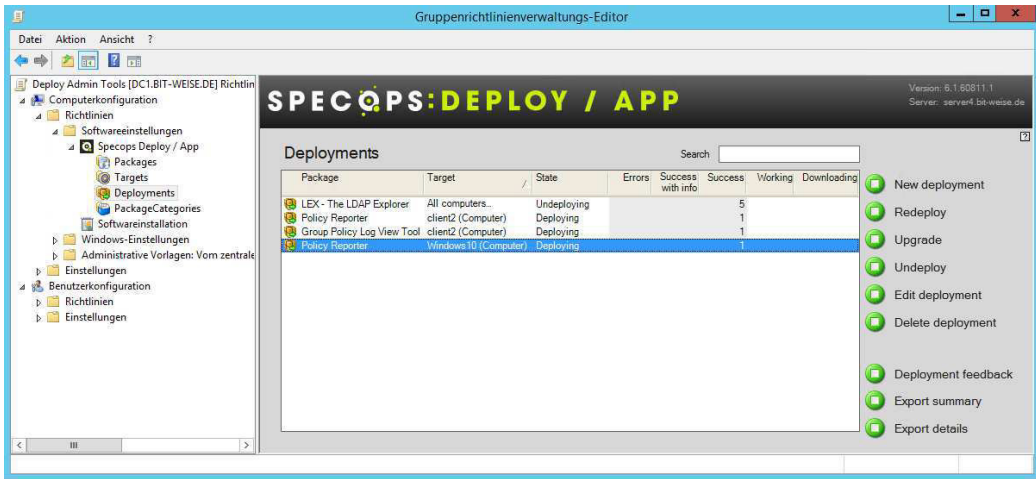 Gruppenrichtlinienverwaltungs-Editor
Datei Aktion Ansicht ?
Deploy Admin Tools [DC1.BIT-WEISE.DE] Richtlin
Computerkonfiguration
Richtlinien
Softwareeinstellungen
Specops Deploy / App
Packages
Targets
Deployments
PackageCategories
Softwareinstallation
Windows-Einstellungen
Administrative Vorlagen: Vom zentrale
Einstellungen
Benutzerkonfiguration
Richtlinien
Einstellungen
SPECOPS:DEPLOY / APP
Version: 6.1.60811.1
Server: server4.bit-weise.de
Deployments
Search
Package Target State Errors Success with info Success Working Downloading
LEX - The LDAP Explorer All computers... Undeploying 5
Policy Reporter client2 (Computer) Deploying 1
Group Policy Log View Tool client2 (Computer) Deploying 1
Policy Reporter Windows10 (Computer) Deploying 1
New deployment
Redeploy
Upgrade
Undeploy
Edit deployment
Delete deployment
Deployment feedback
Export summary
Export details